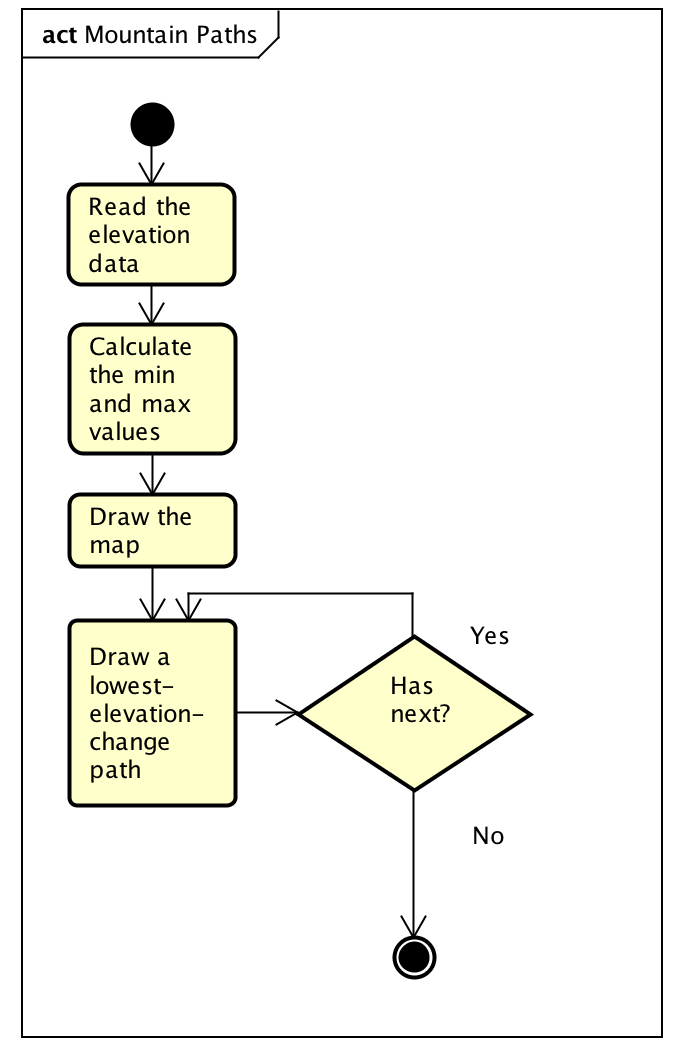 act Mountain Paths
Read the
elevation
data
Calculate
the min
and max
values
Draw the
map
Draw a
lowest-
elevation-
change
path
Has
next?
Yes
No